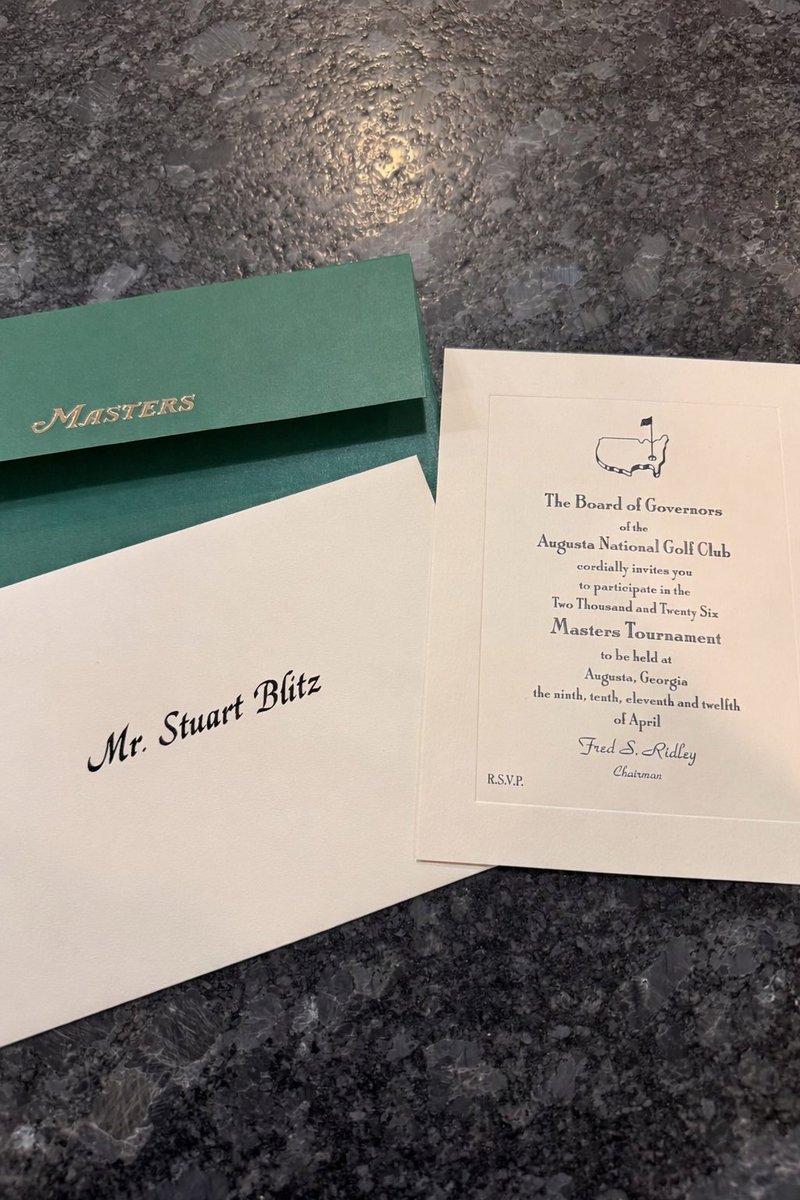 MASTERS
Mr. Stuart Blitz
The Board of Governors
of the
Augusta National Golf Club
cordially invites you
to participate in the
Two Thousand and Twenty Six
Masters Tournament
to be held at
Augusta, Georgia
the ninth, tenth, eleventh and twelfth
of April
Fred S. Ridley
Chairman
R.S.V.P.